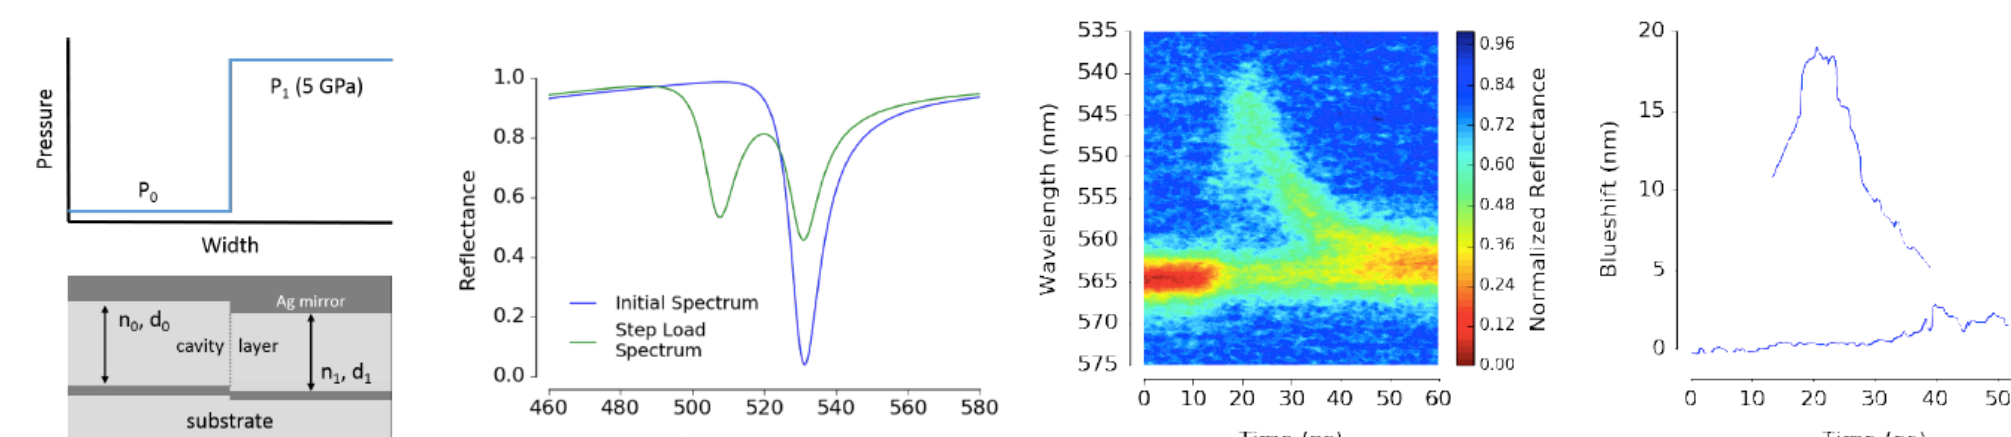 Pressure
P₁ (5 GPa)
P₀
Width
Ag mirror
n₀, d₀
cavity layer
n₁, d₁
substrate
Reflectance
1.0
0.8
0.6
0.4
0.2
0.0
Initial Spectrum
Step Load
Spectrum
460 480 500 520 540 560 580
Wavelength (nm)
535
540
545
550
555
560
565
570
575
0 10 20 30 40 50 60
0.96
0.84
0.72
0.60
0.48
0.36
0.24
0.12
0.00
Normalized Reflectance
Blueshift (nm)
20
15
10
5
0
0 10 20 30 40 50